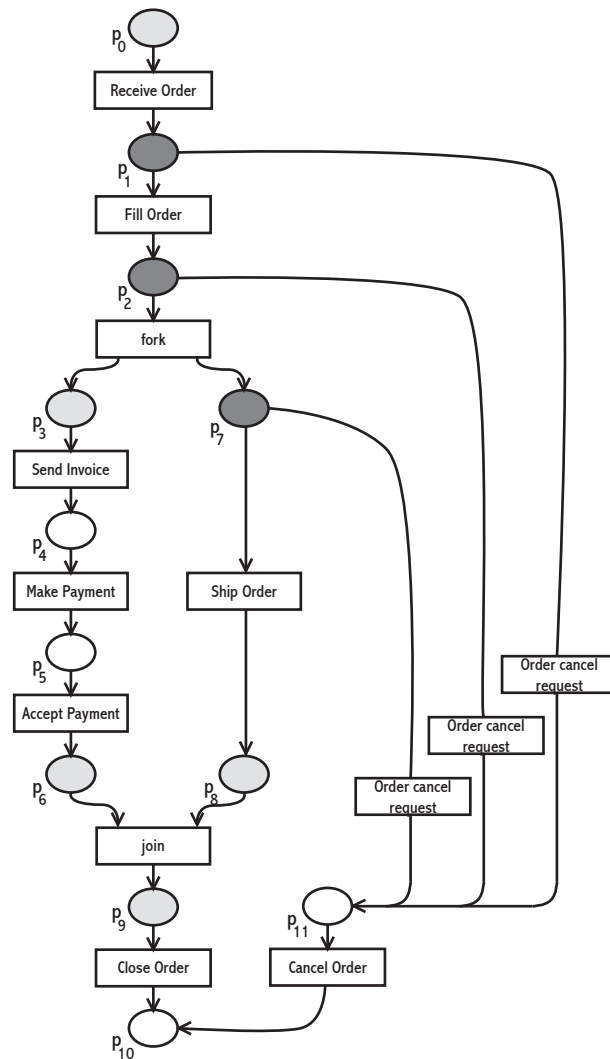 p0
Receive Order
p1
Fill Order
p2
fork
p3
p7
Send Invoice
p4
Make Payment
Ship Order
p5
Order cancel
request
Accept Payment
Order cancel
request
p6
p8
Order cancel
request
join
p9
p11
Close Order
Cancel Order
p10